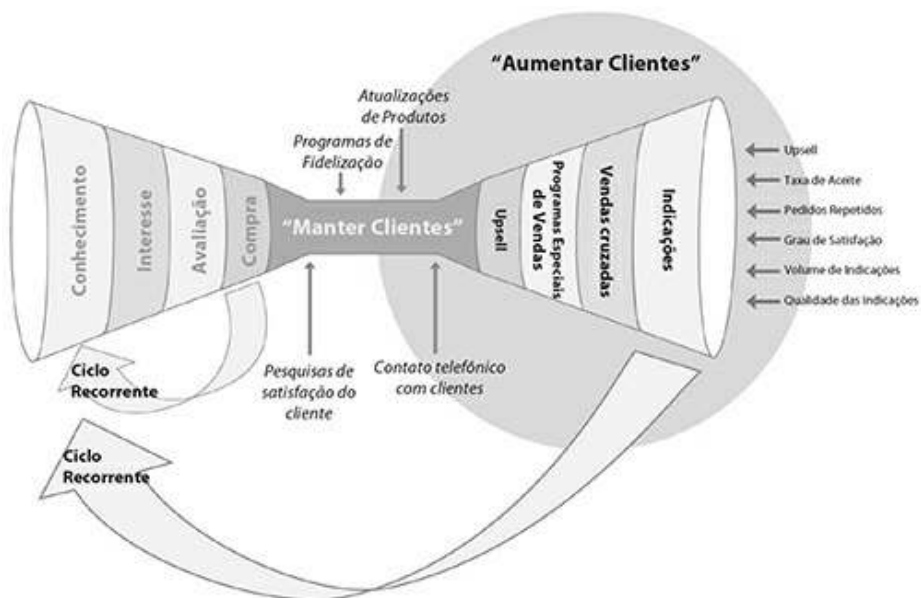 “Aumentar Clientes”
Atualizações
de Produtos
Programas de
Fidelização
Conhecimento
Interesse
Avaliação
Compra
“Manter Clientes”
Upsell
Programas Especiais
de Vendas
Vendas cruzadas
Indicações
Upsell
Taxa de Aceite
Pedidos Repetidos
Grau de Satisfação
Volume de Indicações
Qualidade das Indicações
Ciclo
Recorrente
Pesquisas de
satisfação do
cliente
Contato telefônico
com clientes
Ciclo
Recorrente